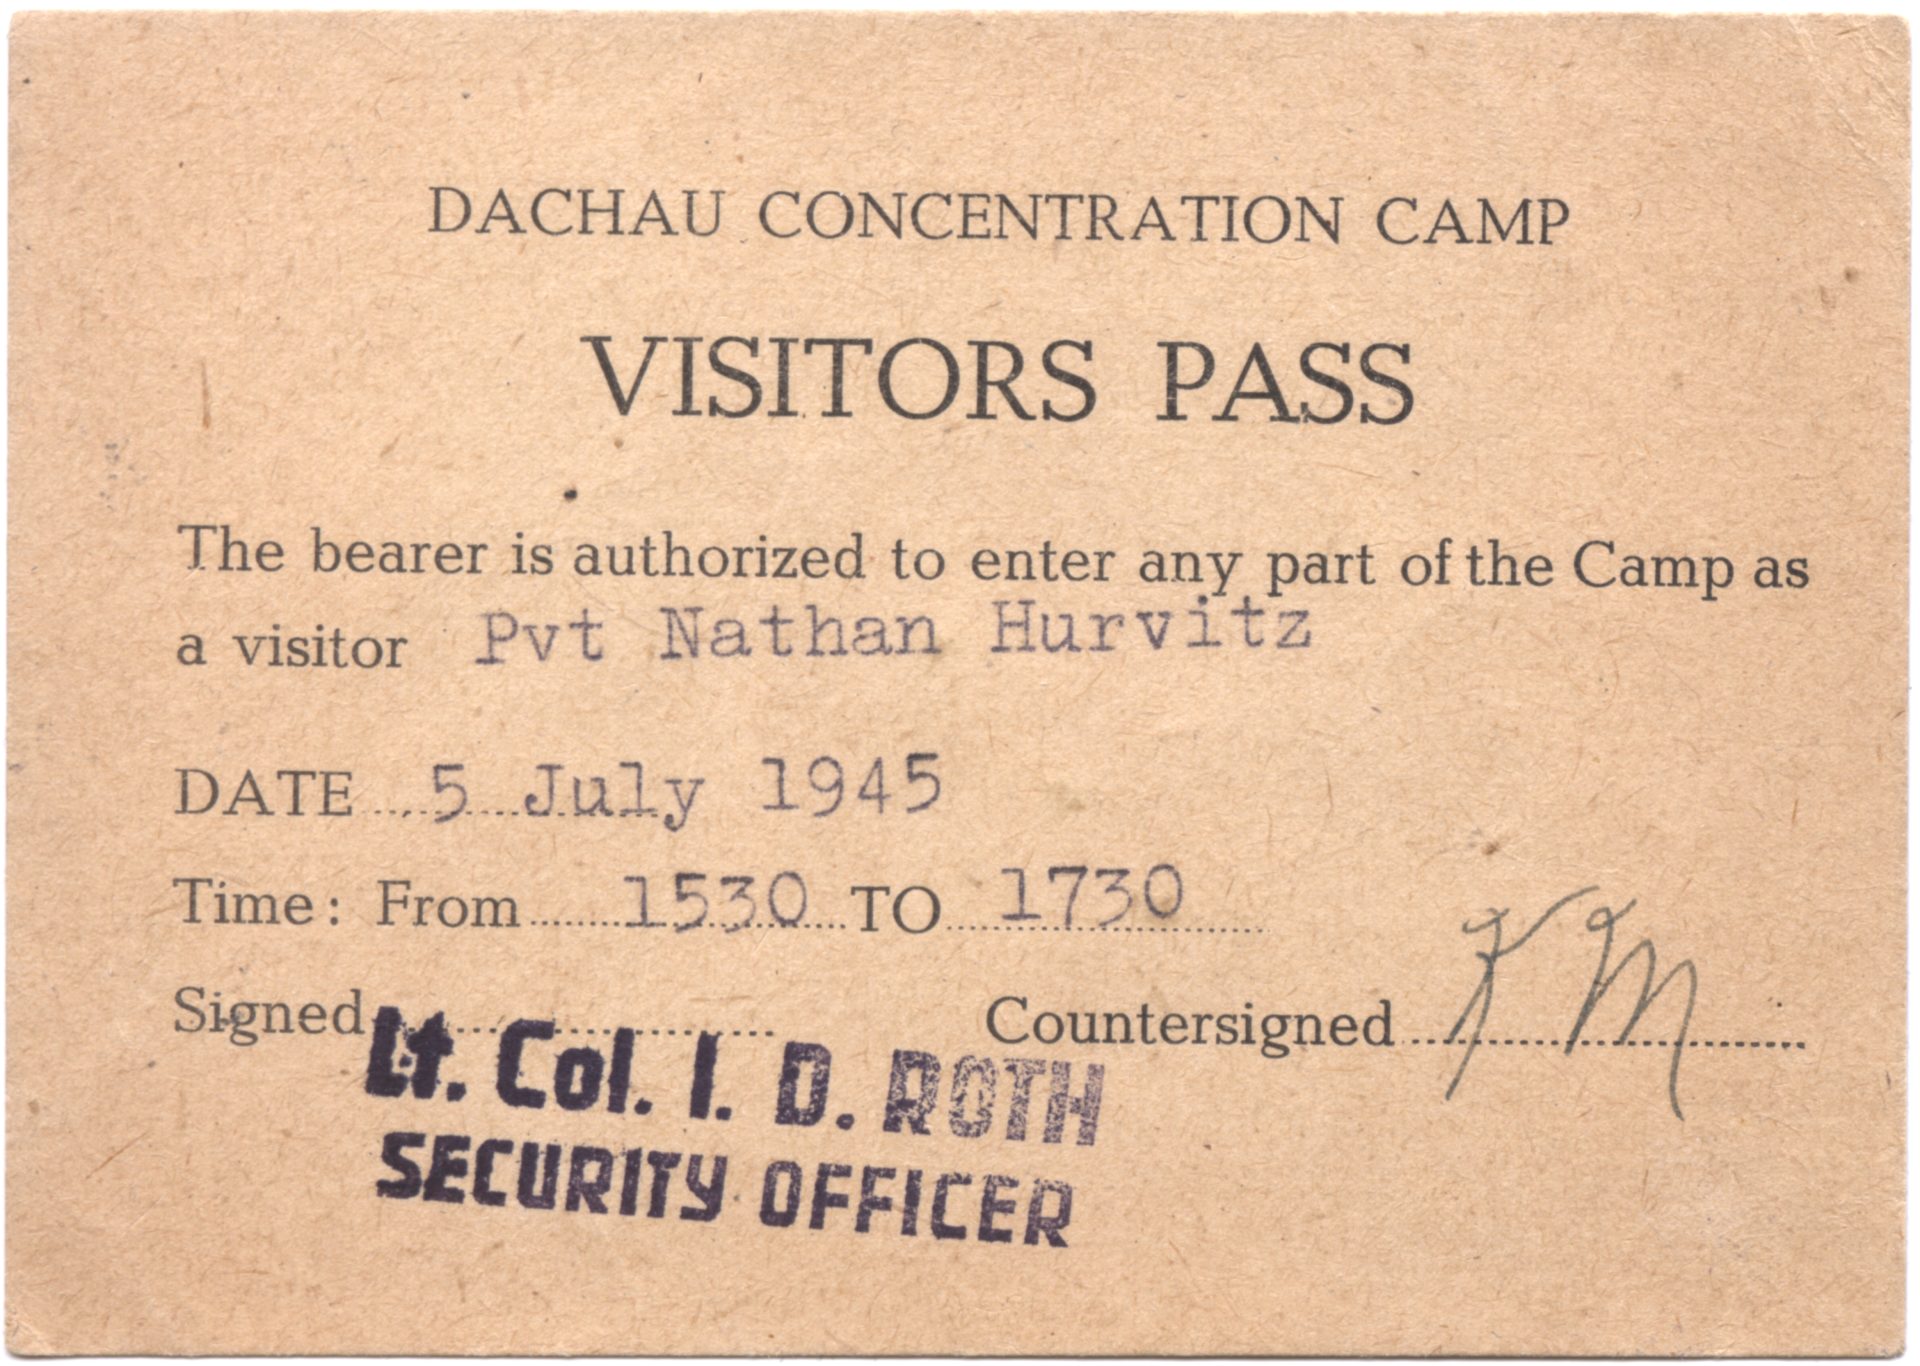 DACHAU CONCENTRATION CAMP
VISITORS PASS
The bearer is authorized to enter any part of the Camp as
a visitor Pvt Nathan Hurvitz
DATE 5 July 1945
Time: From 1530 TO 1730
Signed Countersigned
Lt. Col. I. D. ROTH
SECURITY OFFICER